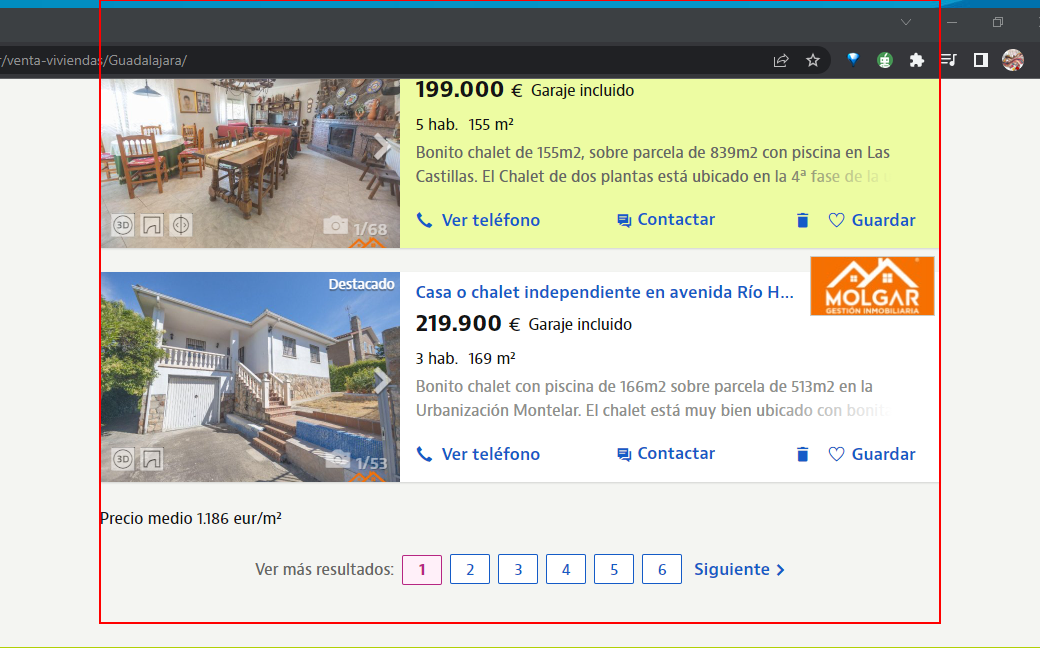 r/venta-viviendas/Guadalajara/
199.000 € Garaje incluido
5 hab. 155 m²
Bonito chalet de 155m2, sobre parcela de 839m2 con piscina en Las
Castillas. El Chalet de dos plantas está ubicado en la 4ª fase de la
3D
1/68
Ver teléfono Contactar Guardar
Destacado
Casa o chalet independiente en avenida Río H...
MOLGAR
GESTIÓN INMOBILIARIA
219.900 € Garaje incluido
3 hab. 169 m²
Bonito chalet con piscina de 166m2 sobre parcela de 513m2 en la
Urbanización Montelar. El chalet está muy bien ubicado con bonit
3D
1/53
Ver teléfono Contactar Guardar
Precio medio 1.186 eur/m²
Ver más resultados: 1 2 3 4 5 6 Siguiente